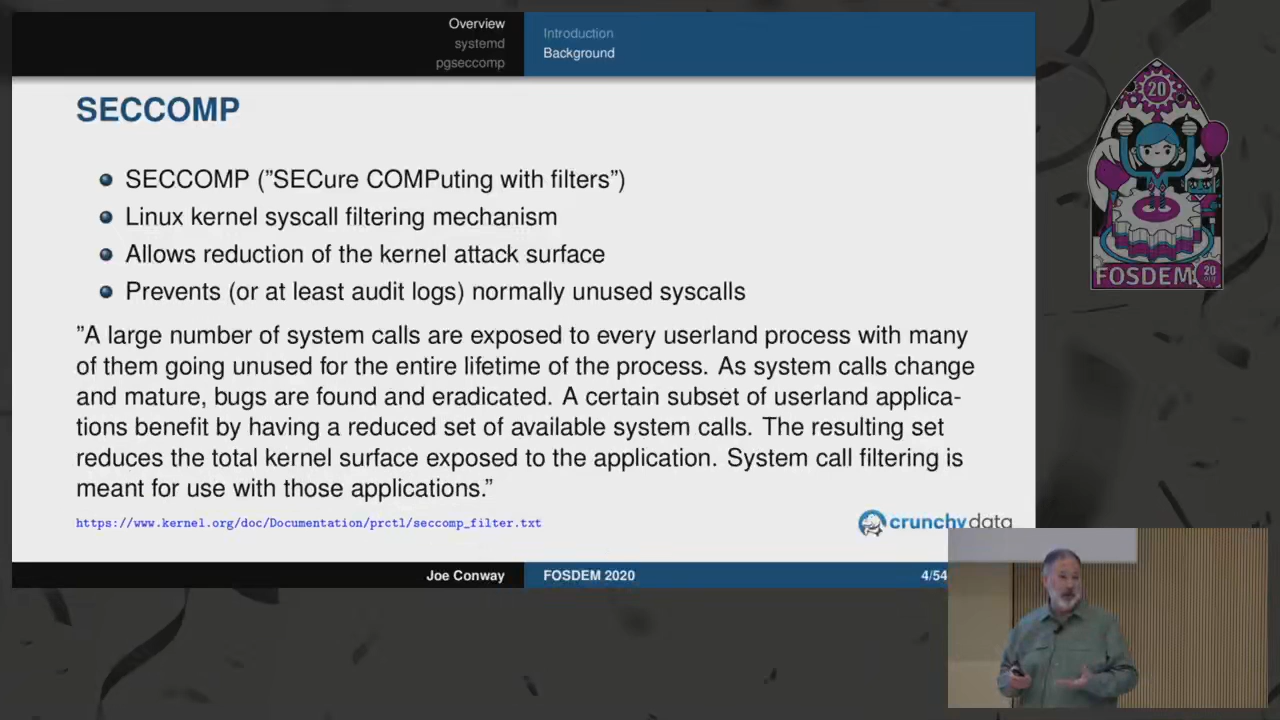 Overview
systemd
pgseccomp
Introduction
Background
SECCOMP
SECCOMP (”SECure COMPuting with filters”)
Linux kernel syscall filtering mechanism
Allows reduction of the kernel attack surface
Prevents (or at least audit logs) normally unused syscalls
”A large number of system calls are exposed to every userland process with many
of them going unused for the entire lifetime of the process. As system calls change
and mature, bugs are found and eradicated. A certain subset of userland applica-
tions benefit by having a reduced set of available system calls. The resulting set
reduces the total kernel surface exposed to the application. System call filtering is
meant for use with those applications.”
https://www.kernel.org/doc/Documentation/prctl/seccomp_filter.txt
crunchydata
Joe Conway
FOSDEM 2020
4/54
20
FOSDEM
20